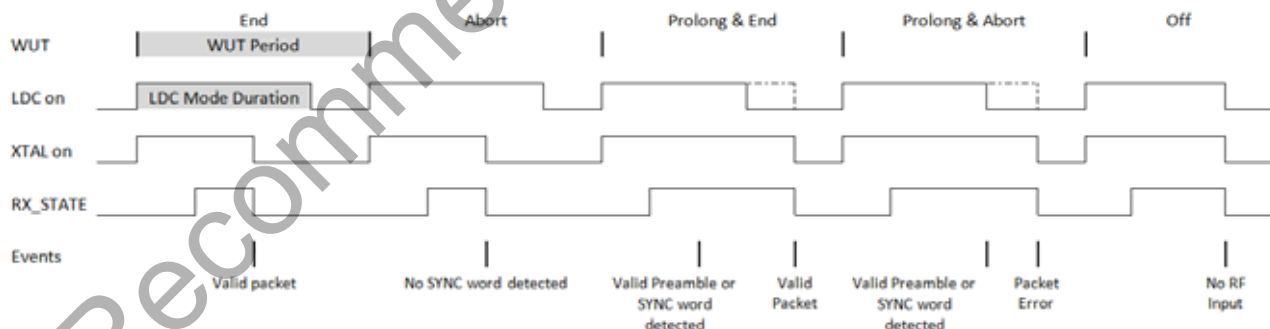 End Abort Prolong & End Prolong & Abort Off
WUT
WUT Period
LDC on
LDC Mode Duration
XTAL on
RX_STATE
Events
Valid packet
No SYNC word detected
Valid Preamble or
SYNC word
detected
Valid
Packet
Valid Preamble or
SYNC word
detected
Packet
Error
No RF
Input
Recomme